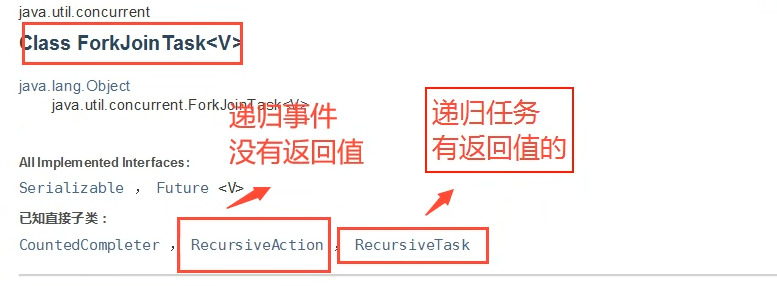 java.util.concurrent
Class ForkJoinTask<V>
java.lang.Object
java.util.concurrent.ForkJoinTask<V>
递归事件
没有返回值
递归任务
有返回值的
All Implemented Interfaces:
Serializable , Future <V>
已知直接子类:
CountedCompleter , RecursiveAction , RecursiveTask